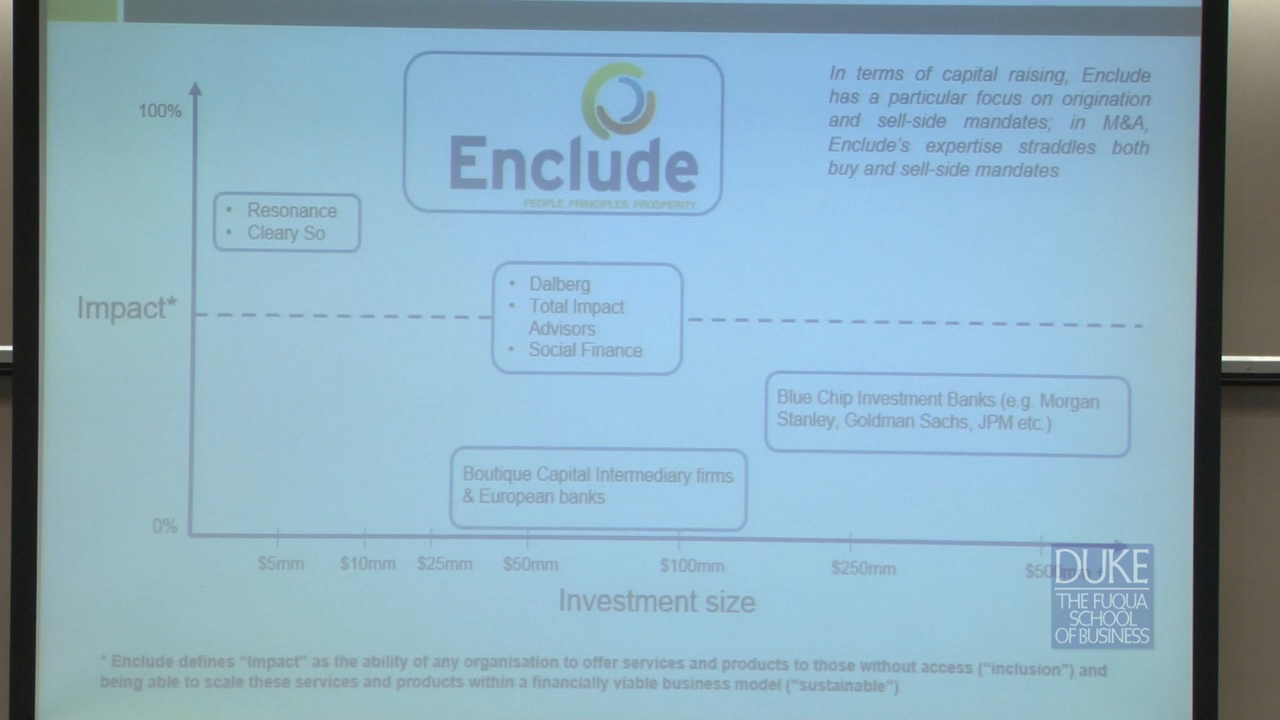 In terms of capital raising, Enclude
has a particular focus on origination
and sell-side mandates; in M&A,
Enclude's expertise straddles both
buy and sell-side mandates
100%
Enclude
PEOPLE. PRINCIPLES. PROSPERITY.
• Resonance
• Cleary So
• Dalberg
• Total Impact
Advisors
• Social Finance
Impact*
Blue Chip Investment Banks (e.g. Morgan
Stanley, Goldman Sachs, JPM etc.)
Boutique Capital Intermediary firms
& European banks
0%
$5mm $10mm $25mm $50mm $100mm $250mm
Investment size
DUKE
THE FUQUA
SCHOOL
OF BUSINESS
* Enclude defines "Impact" as the ability of any organisation to offer services and products to those without access ("inclusion") and
being able to scale these services and products within a financially viable business model ("sustainable")